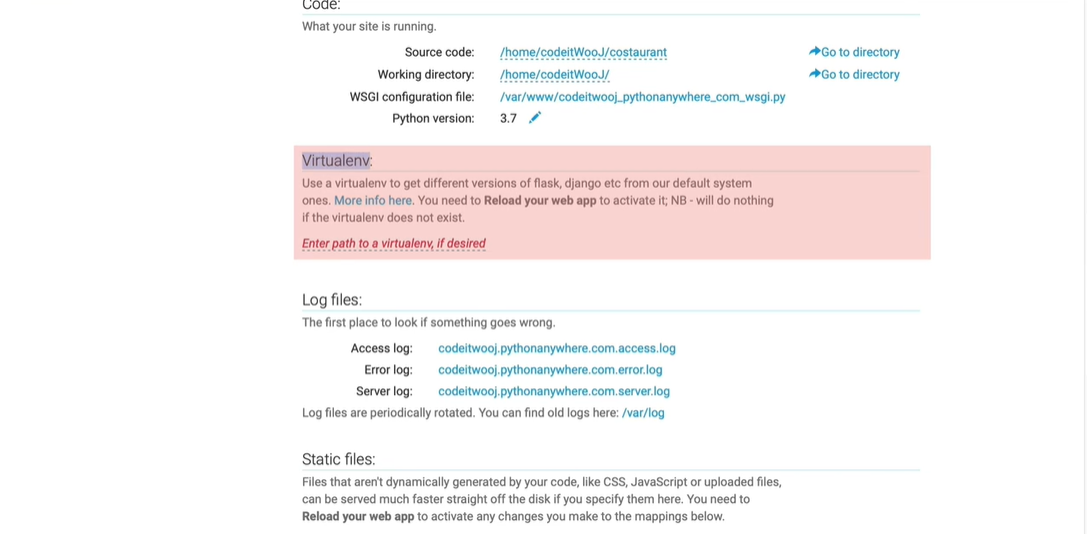 Code:
What your site is running.
Source code: /home/codeitWooJ/costaurant Go to directory
Working directory: /home/codeitWooJ/ Go to directory
WSGI configuration file: /var/www/codeitwooj_pythonanywhere_com_wsgi.py
Python version: 3.7
Virtualenv:
Use a virtualenv to get different versions of flask, django etc from our default system
ones. More info here. You need to Reload your web app to activate it; NB - will do nothing
if the virtualenv does not exist.
Enter path to a virtualenv, if desired
Log files:
The first place to look if something goes wrong.
Access log: codeitwooj.pythonanywhere.com.access.log
Error log: codeitwooj.pythonanywhere.com.error.log
Server log: codeitwooj.pythonanywhere.com.server.log
Log files are periodically rotated. You can find old logs here: /var/log
Static files:
Files that aren't dynamically generated by your code, like CSS, JavaScript or uploaded files,
can be served much faster straight off the disk if you specify them here. You need to
Reload your web app to activate any changes you make to the mappings below.